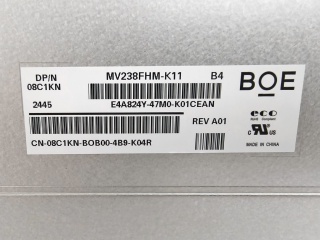 DP/N MV238FHM-K11 B4 BOE
08C1KN
2445 E4A824Y-47M0-K01CEAN
eco
REV A01
CN-08C1KN-BOB00-4B9-K04R
MADE IN CHINA